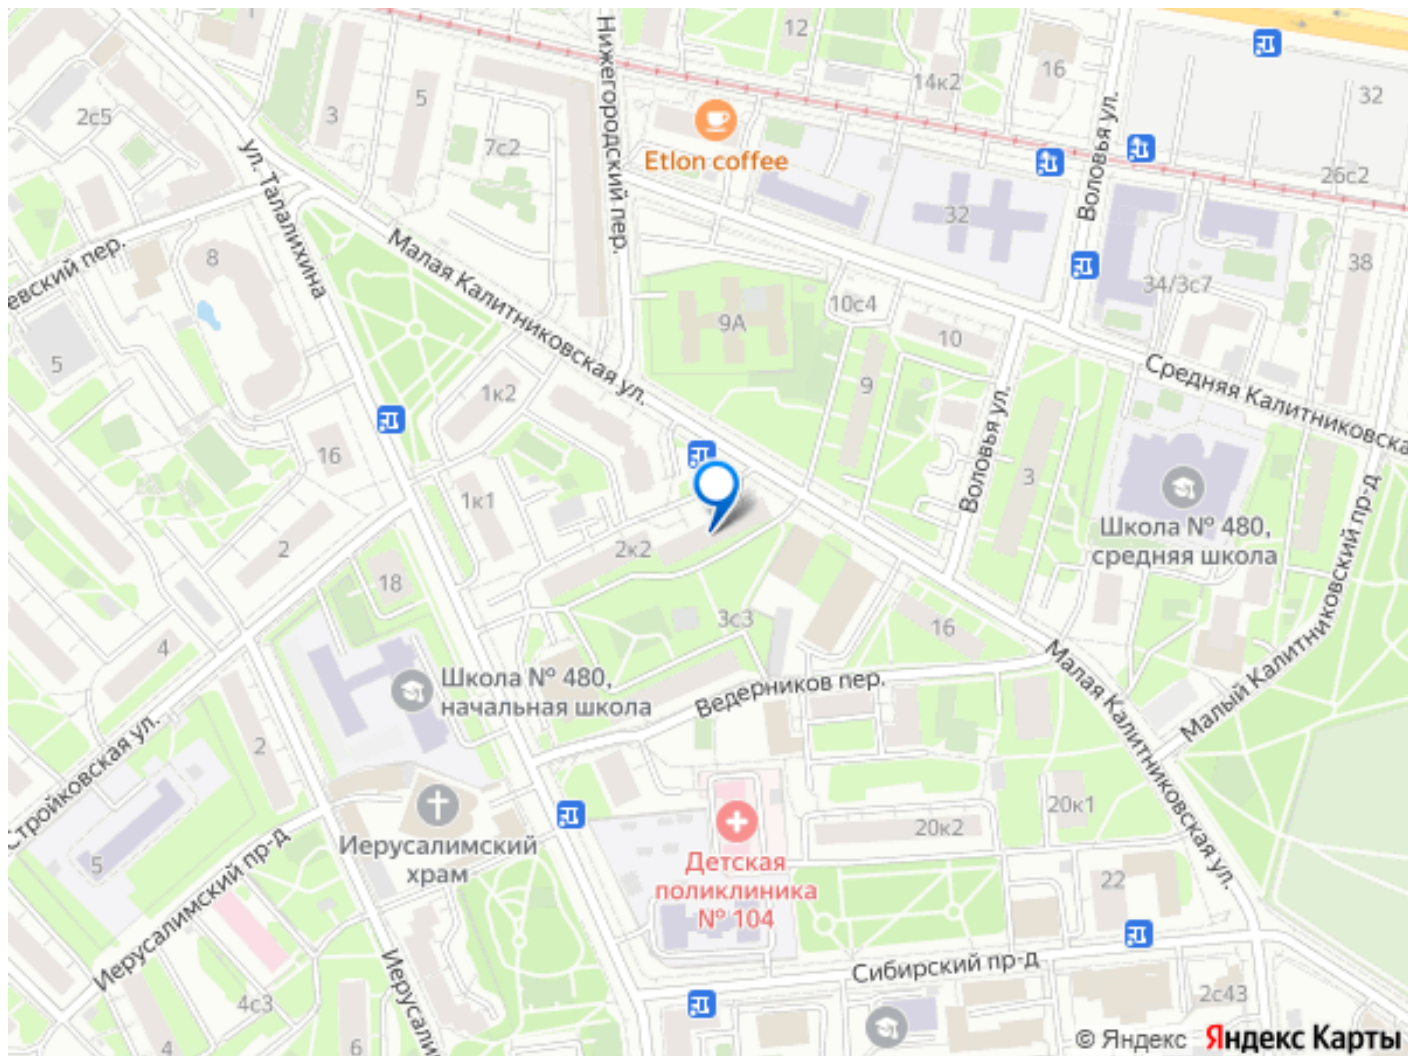 1
12
16
14к2
32
2с5
3
5
7с2
Нижегородский пер.
Etlon coffee
Воловья ул.
26с2
ул. Талалихина
32
евский пер.
8
Малая Калитниковская ул.
34/3с7
38
10с4
9А
10
5
1к2
9
Средняя Калитниковска
Воловья ул.
16
1к1
3
Школа № 480,
средняя школа
2
2к2
18
3с3
16
Малый Калитниковский пр-д
4
Школа № 480,
начальная школа
Ведерников пер.
Малая Калитниковская ул.
Стройковская ул.
2
20к1
20к2
Иерусалимский
храм
5
Детская
поликлиника
№ 104
22
Иерусалимский пр-д
Сибирский пр-д
4с3
Иерусали
2с43
4
6
© Яндекс Яндекс Карты